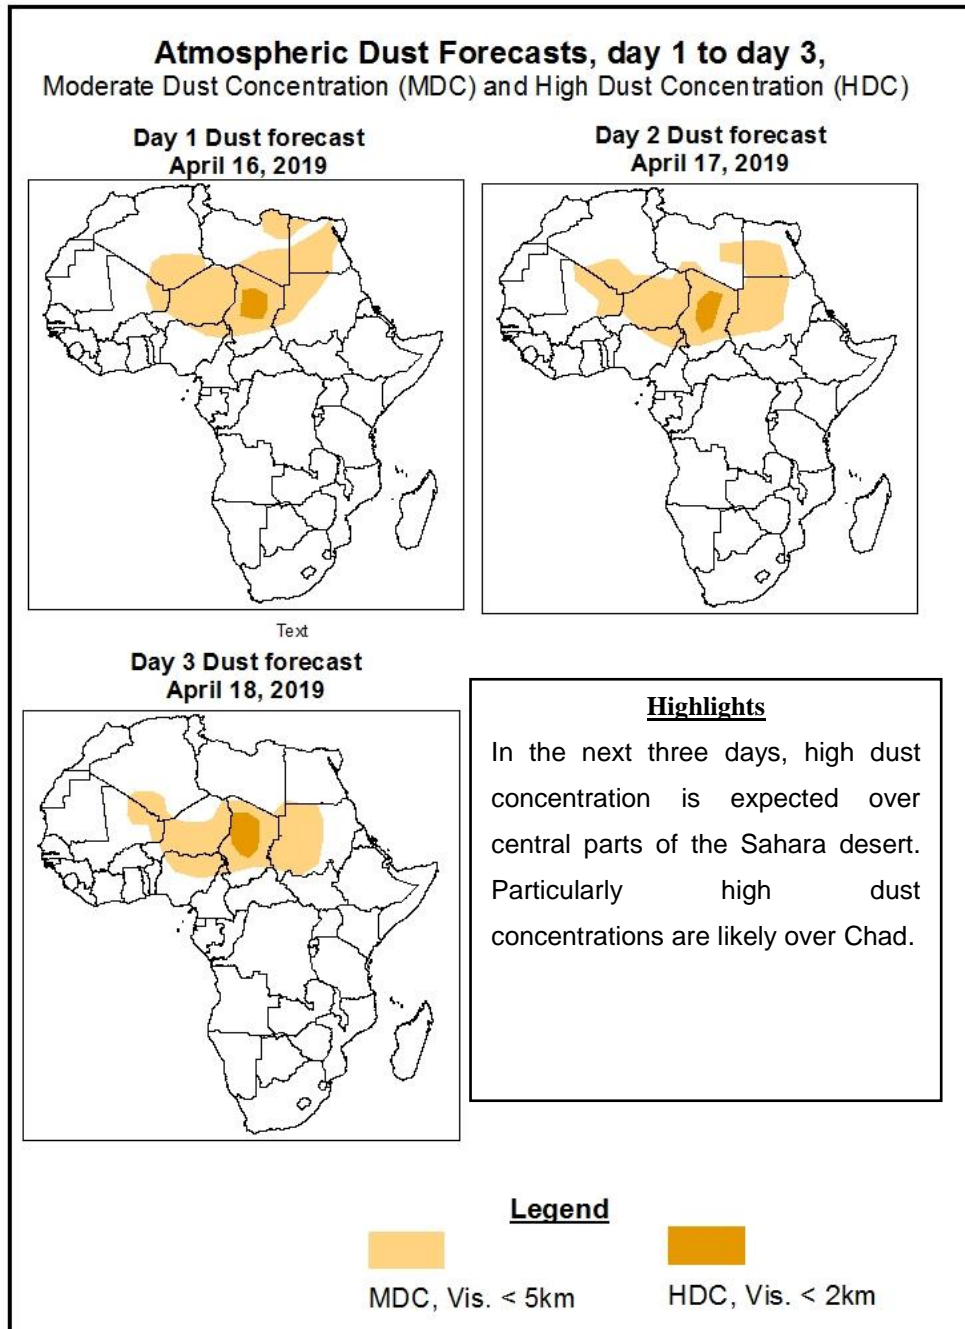 Atmospheric Dust Forecasts, day 1 to day 3,
Moderate Dust Concentration (MDC) and High Dust Concentration (HDC)
Day 1 Dust forecast
April 16, 2019
Day 2 Dust forecast
April 17, 2019
Text
Day 3 Dust forecast
April 18, 2019
Highlights
In the next three days, high dust
concentration is expected over
central parts of the Sahara desert.
Particularly high dust
concentrations are likely over Chad.
Legend
MDC, Vis. < 5km
HDC, Vis. < 2km